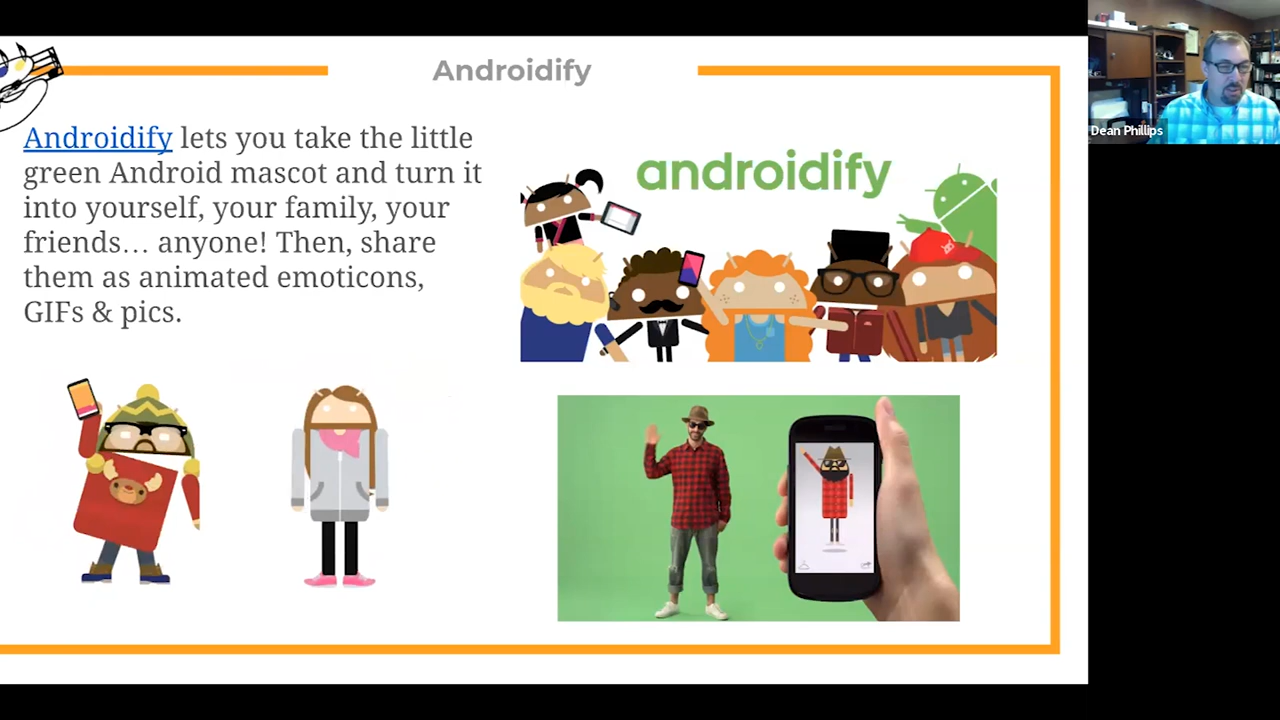 Androidify
Androidify lets you take the little
green Android mascot and turn it
into yourself, your family, your
friends… anyone! Then, share
them as animated emoticons,
GIFs & pics.
androidify
Dean Phillips